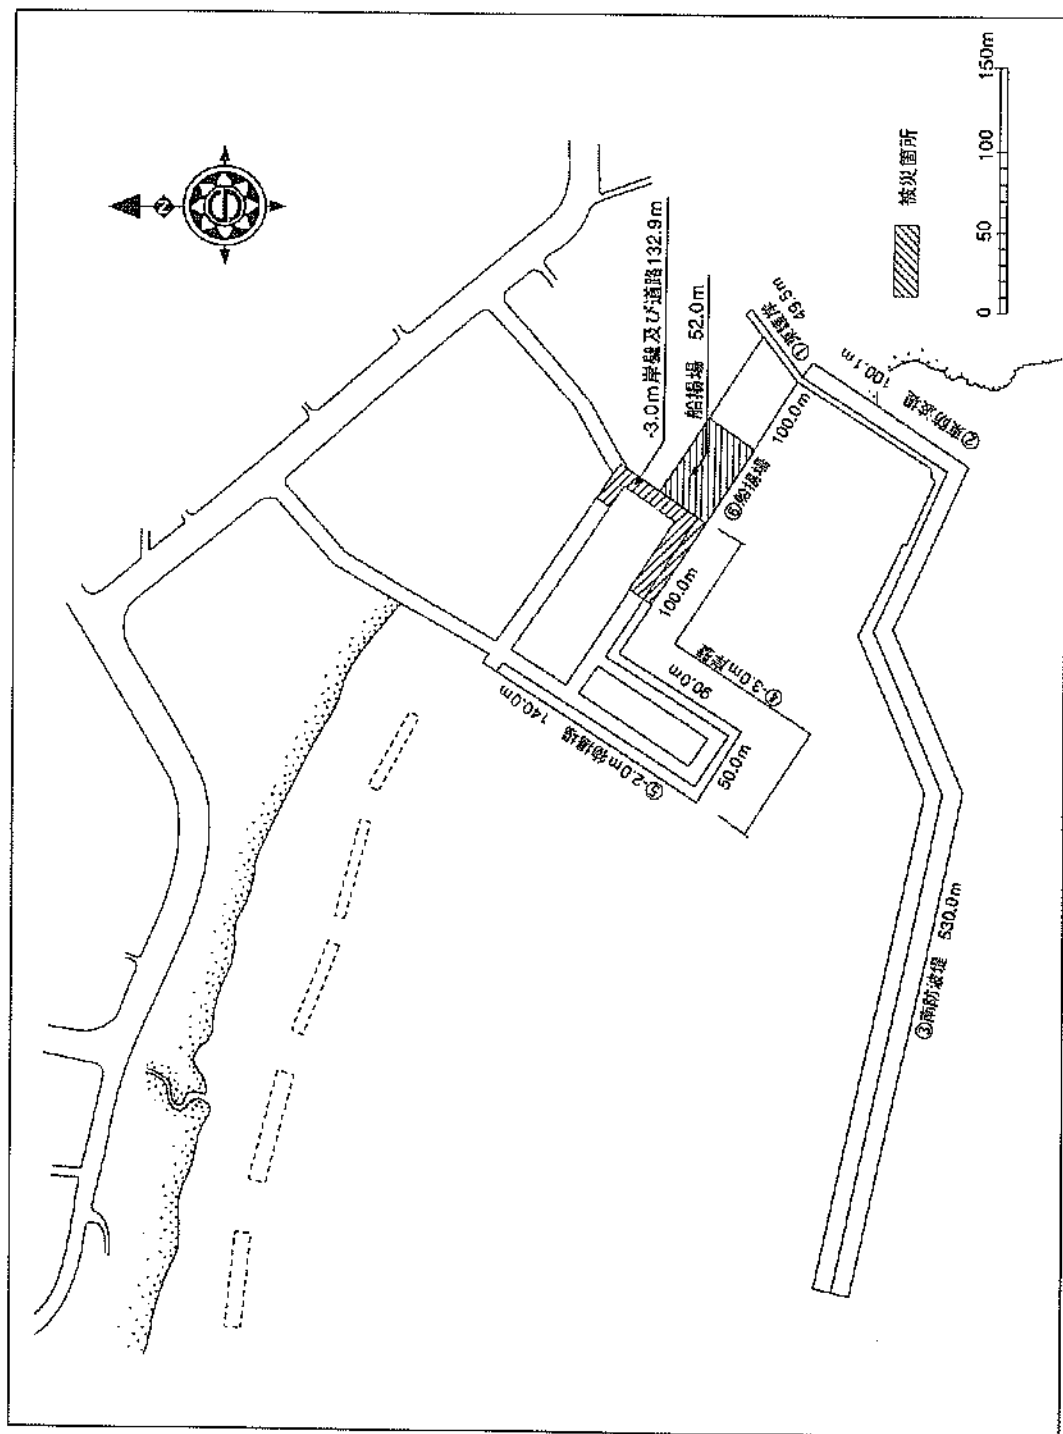 N
-3.0m岸壁及び道路132.9m
船揚場 52.0m
①東護岸
49.5m
100.1m
②東防波堤
③南防波堤 530.0m
⑥船揚場
100.0m
100.0m
90.0m
50.0m
④-3.0m岸壁
⑤-2.0m物揚場 140.0m
被災箇所
0 50 100 150m